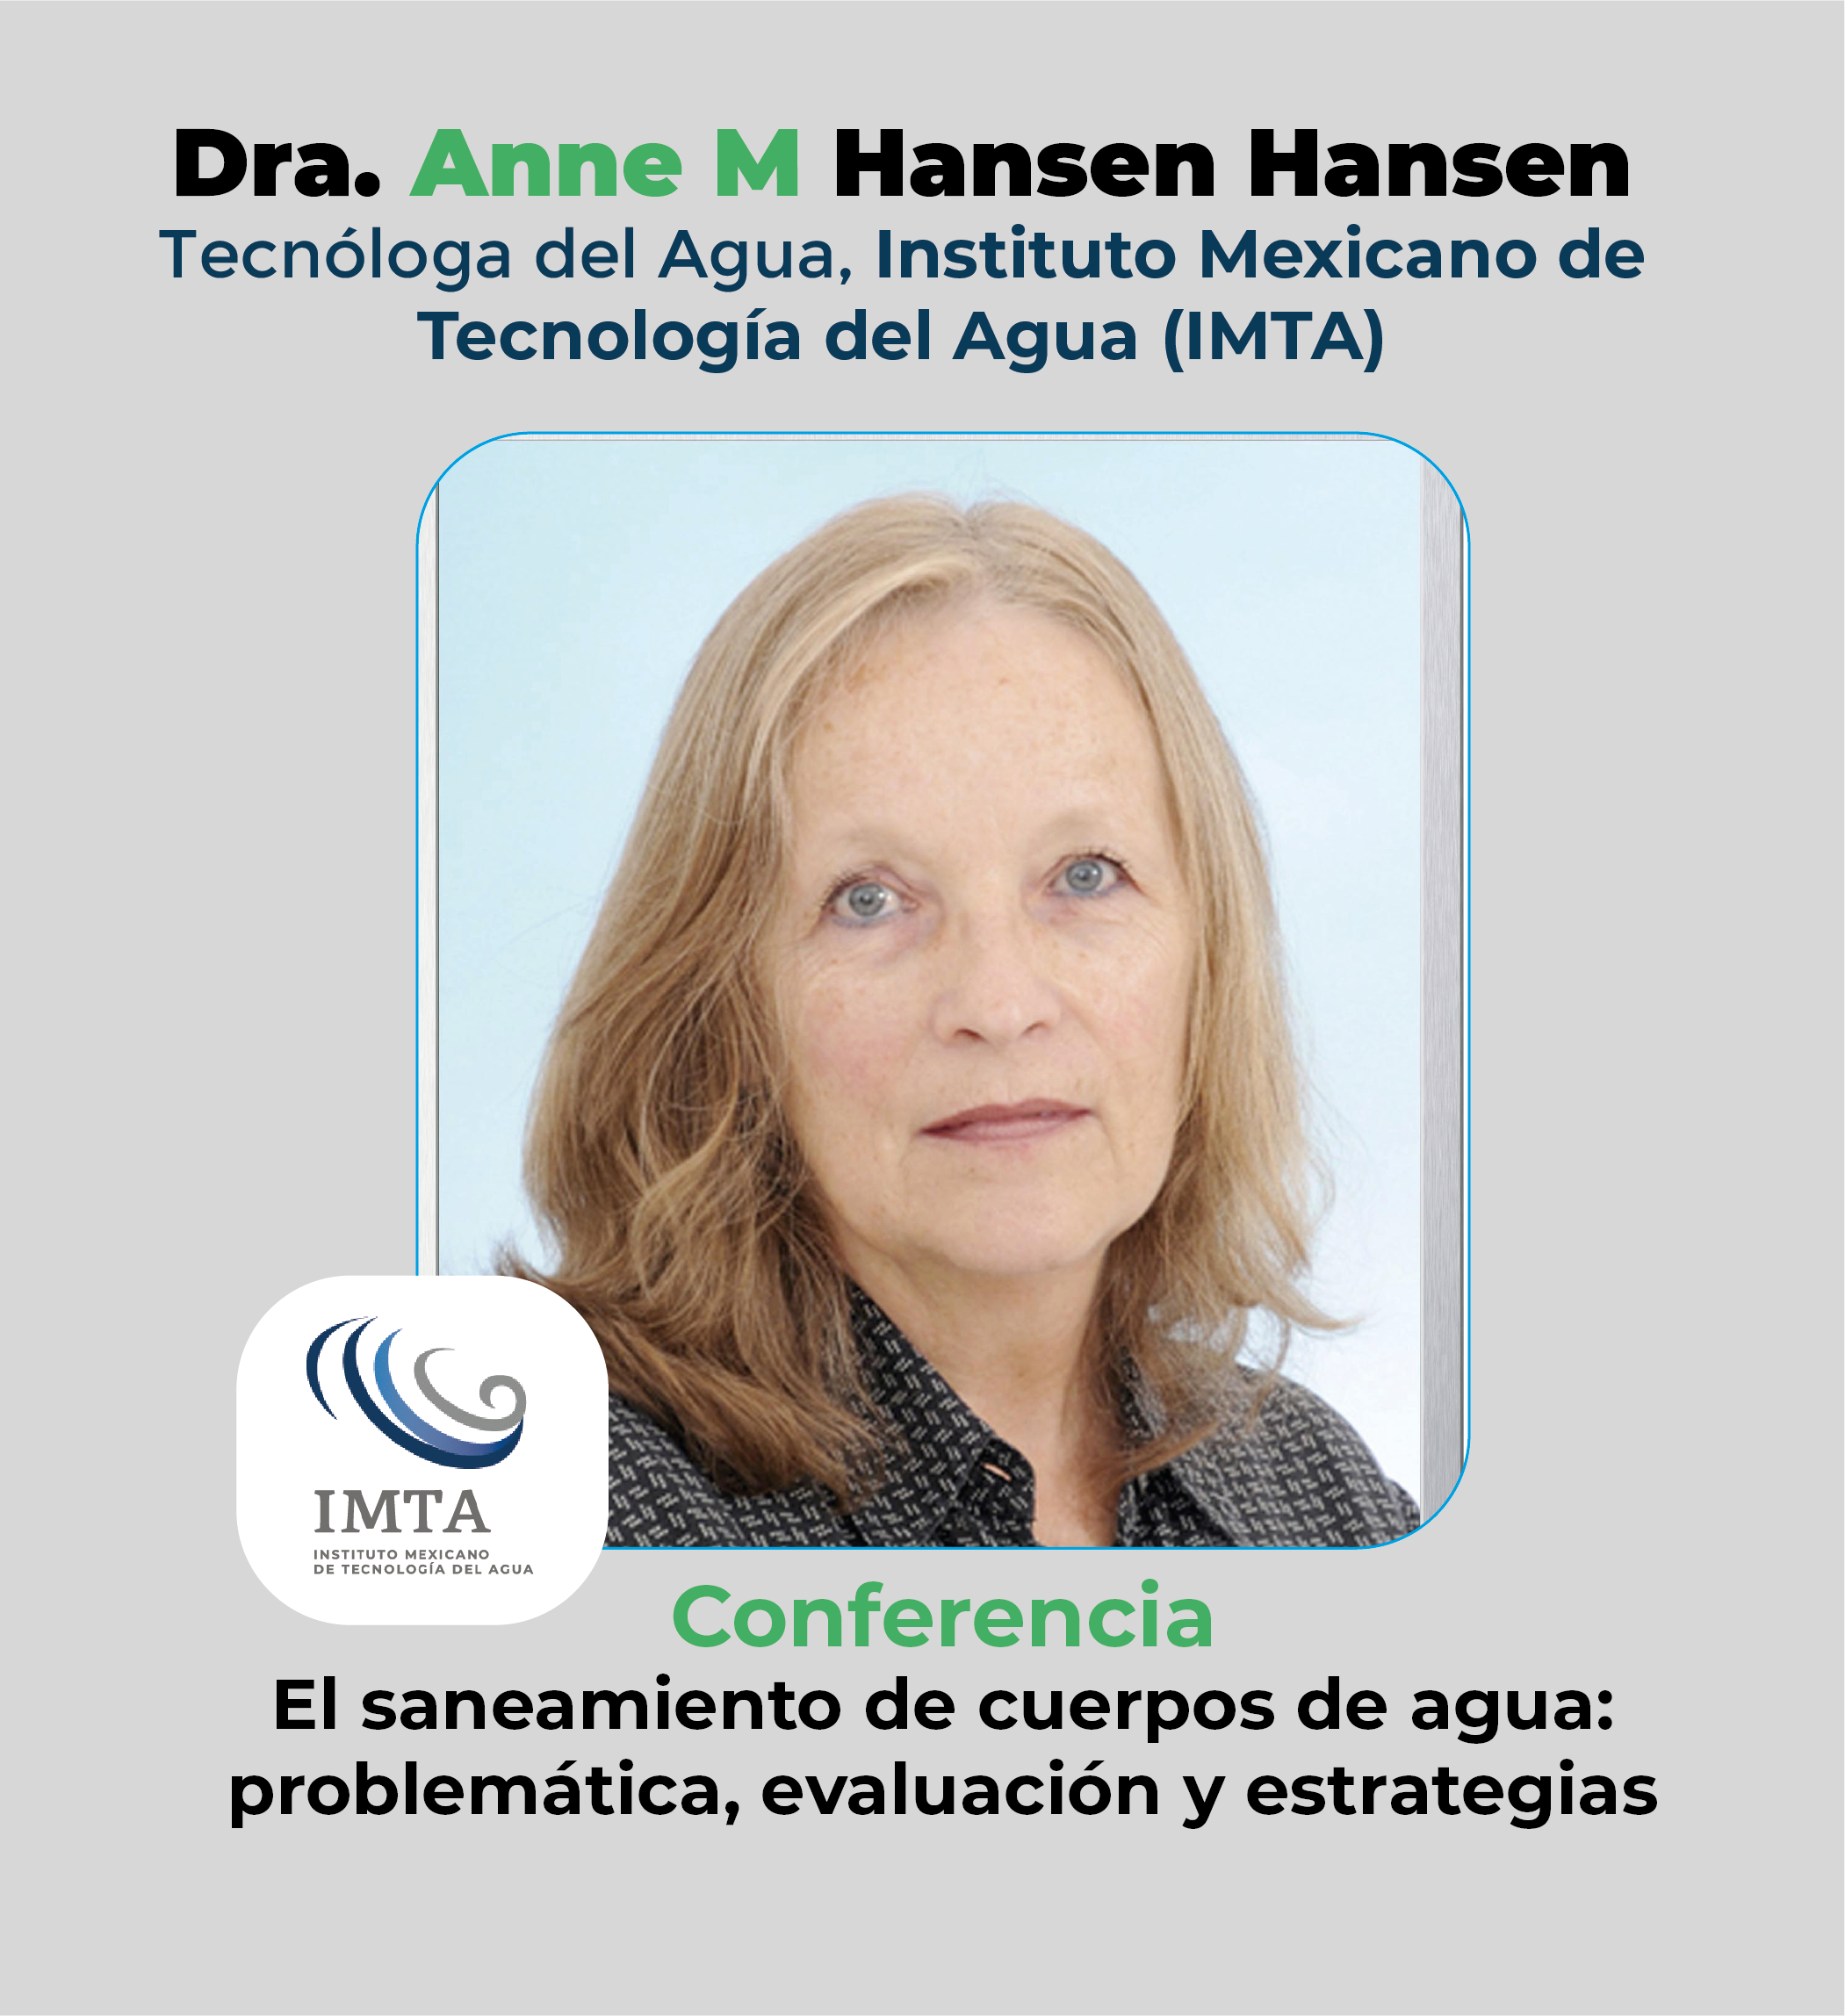 Dra. Anne M Hansen Hansen
Tecnóloga del Agua, Instituto Mexicano de
Tecnología del Agua (IMTA)
IMTA
INSTITUTO MEXICANO
DE TECNOLOGÍA DEL AGUA
Conferencia
El saneamiento de cuerpos de agua:
problemática, evaluación y estrategias